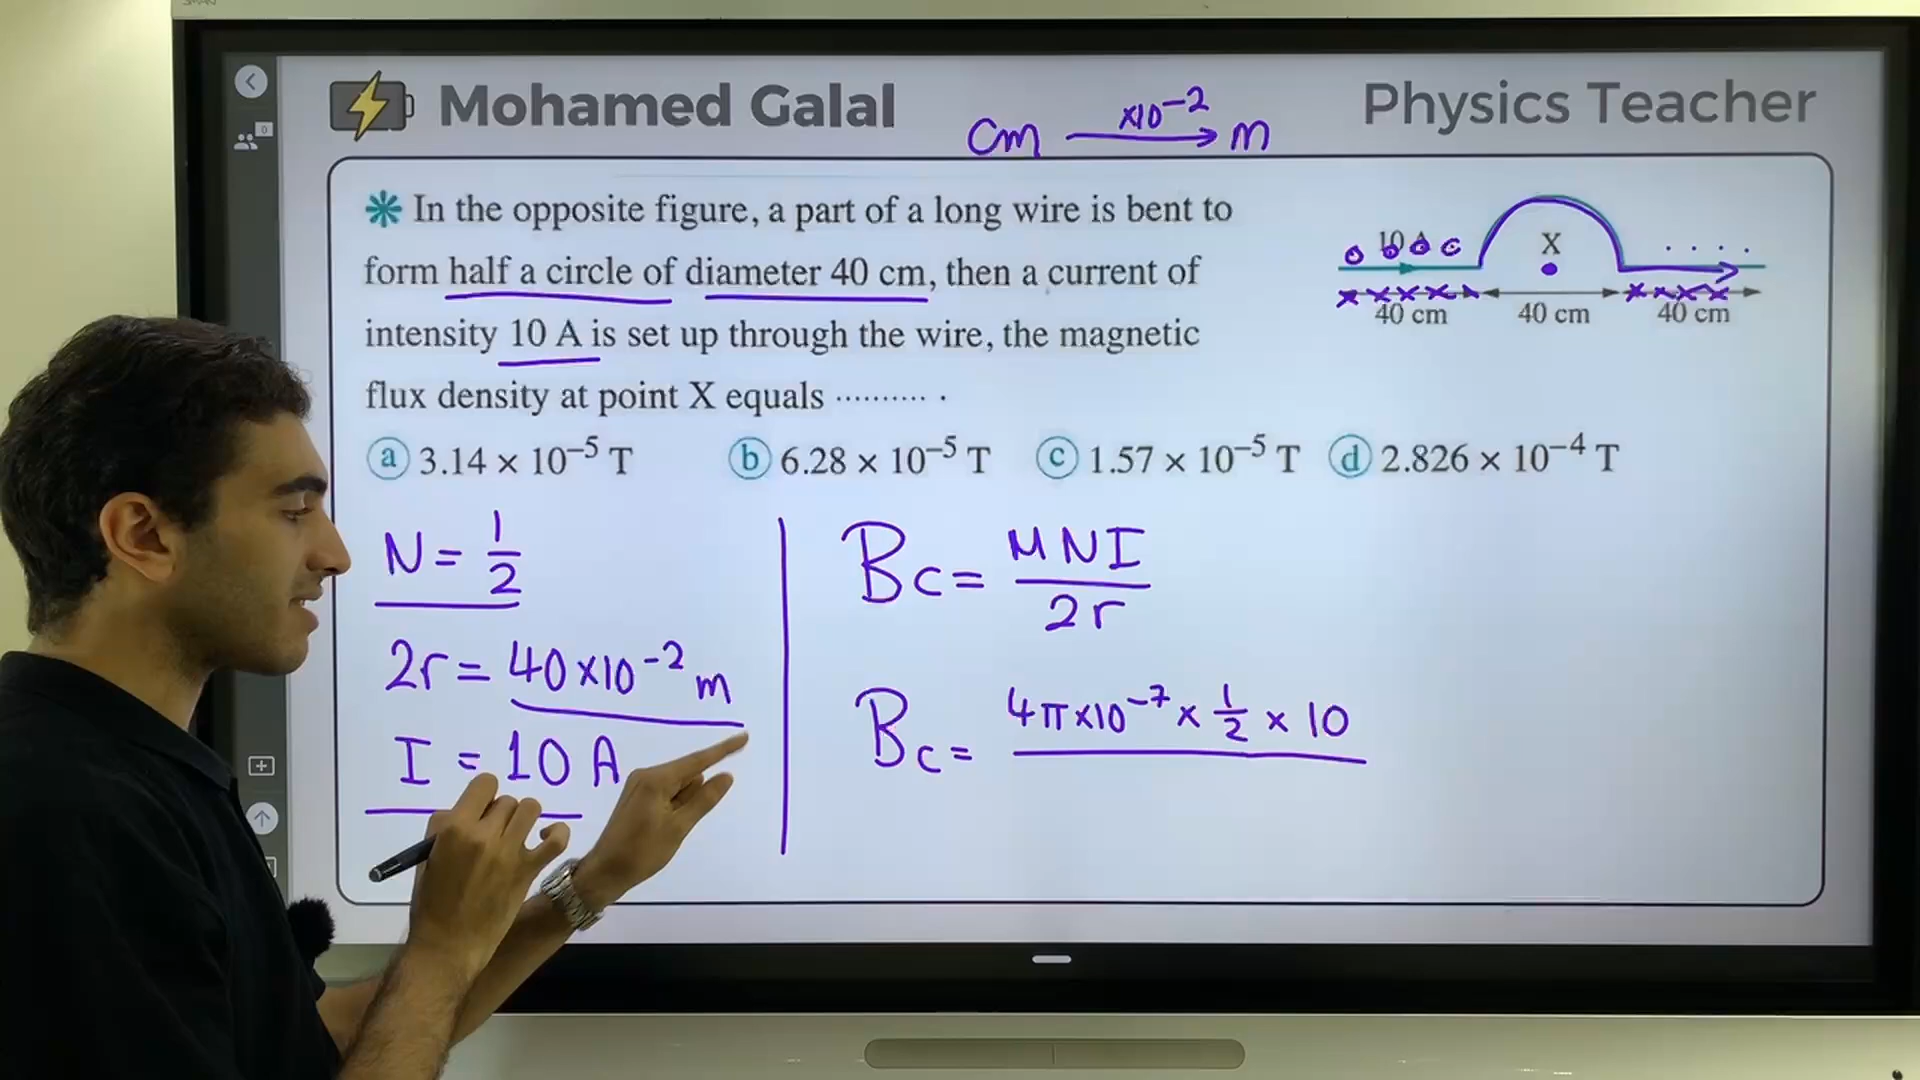 Mohamed Galal
Physics Teacher
cm ×10⁻² m
In the opposite figure, a part of a long wire is bent to
form half a circle of diameter 40 cm, then a current of
intensity 10 A is set up through the wire, the magnetic
flux density at point X equals .......... .
10 A
X
40 cm 40 cm 40 cm
a 3.14 × 10⁻⁵ T b 6.28 × 10⁻⁵ T c 1.57 × 10⁻⁵ T d 2.826 × 10⁻⁴ T
N = 1/2
2r = 40×10⁻² m
I = 10 A
Bc = MNI / 2r
Bc = 4π×10⁻⁷ × 1/2 × 10